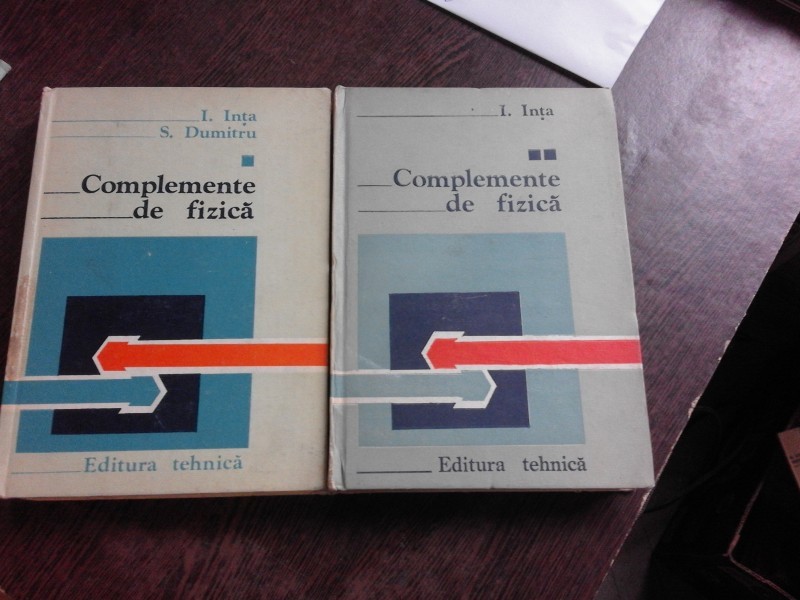 I. Ința
S. Dumitru
Complemente
de fizică
Editura tehnică
I. Ința
Complemente
de fizică
Editura tehnică